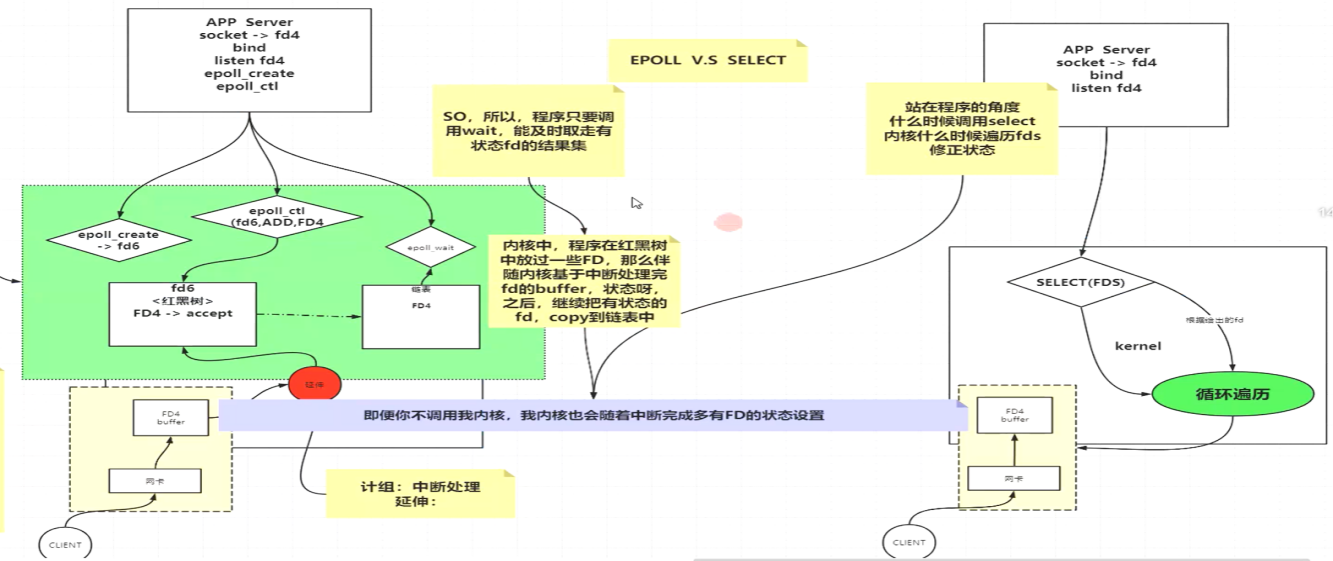 APP Server
socket -> fd4
bind
listen fd4
epoll_create
epoll_ctl
EPOLL V.S SELECT
SO，所以，程序只要调
用wait，能及时取走有
状态fd的结果集
站在程序的角度
什么时候调用select
内核什么时候遍历fds
修正状态
APP Server
socket -> fd4
bind
listen fd4
epoll_create
-> fd6
epoll_ctl
(fd6,ADD,FD4
epoll_wait
内核中，程序在红黑树
中放过一些FD，那么伴
随内核基于中断处理完
fd的buffer，状态呀，
之后，继续把有状态的
fd，copy到链表中
fd6
<红黑树>
FD4 -> accept
链表
FD4
SELECT(FDS)
根据给出的fd
kernel
循环遍历
延伸
即便你不调用我内核，我内核也会随着中断完成多有FD的状态设置
FD4
buffer
网卡
CLIENT
计组：中断处理
延伸：
FD4
buffer
网卡
CLIENT